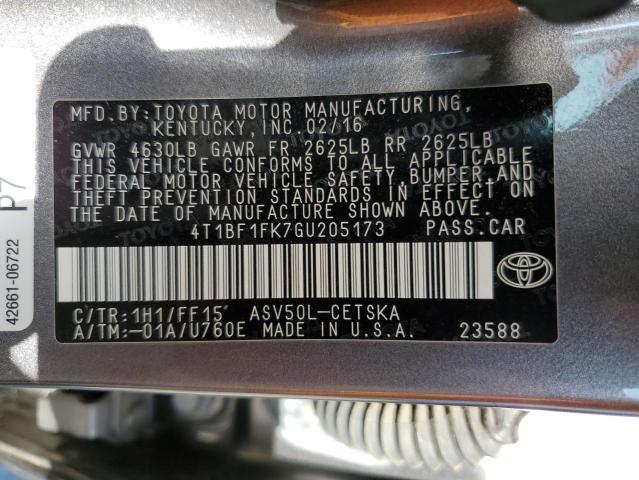 MFD.BY:TOYOTA MOTOR MANUFACTURING,
KENTUCKY,INC.02/16
GVWR 4630LB GAWR FR 2625LB RR 2625LB
THIS VEHICLE CONFORMS TO ALL APPLICABLE
FEDERAL MOTOR VEHICLE SAFETY, BUMPER,AND
THEFT PREVENTION STANDARDS IN EFFECT ON
THE DATE OF MANUFACTURE SHOWN ABOVE.
4T1BF1FK7GU205173 PASS.CAR
C/TR:1H1/FF15 ASV50L-CETSKA
A/TM:-01A/U760E MADE IN U.S.A. 23588
42661-06722 P7